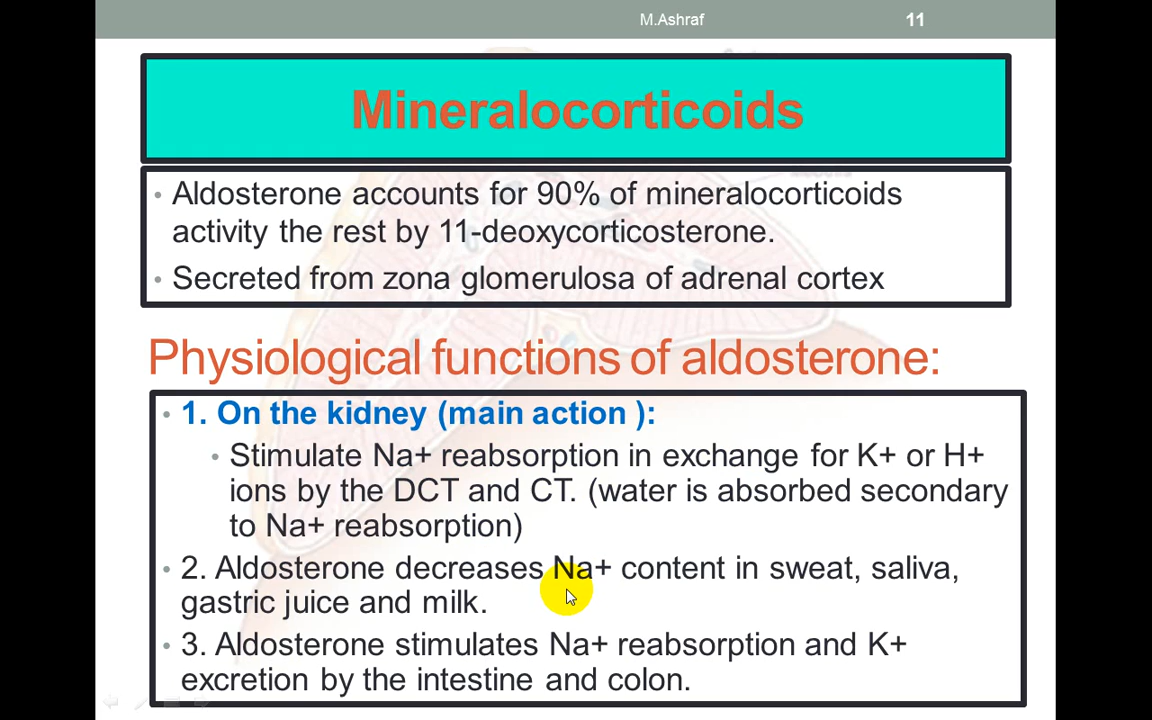 M.Ashraf 11
Mineralocorticoids
• Aldosterone accounts for 90% of mineralocorticoids
activity the rest by 11-deoxycorticosterone.
• Secreted from zona glomerulosa of adrenal cortex
Physiological functions of aldosterone:
• 1. On the kidney (main action ):
• Stimulate Na+ reabsorption in exchange for K+ or H+
ions by the DCT and CT. (water is absorbed secondary
to Na+ reabsorption)
• 2. Aldosterone decreases Na+ content in sweat, saliva,
gastric juice and milk.
• 3. Aldosterone stimulates Na+ reabsorption and K+
excretion by the intestine and colon.